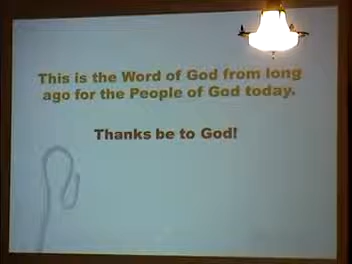 This is the Word of God from long
ago for the People of God today.
Thanks be to God!